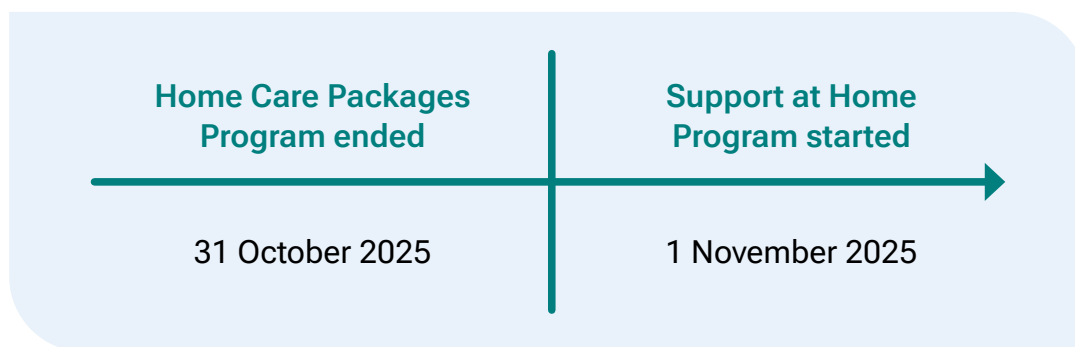 Home Care Packages
Program ended
Support at Home
Program started
31 October 2025
1 November 2025